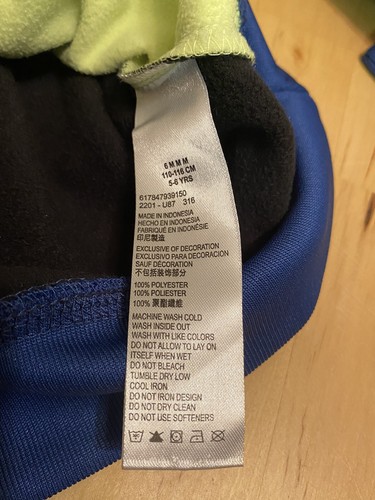 6 M M M
110-116 CM
5-6 YRS
617847939150
2201 - U87 316
MADE IN INDONESIA
HECHO EN INDONESIA
FABRIQUÉ EN INDONÉSIE
印尼製造
EXCLUSIVE OF DECORATION
EXCLUSIVO PARA DECORACION
SAUF DÉCORATION
不包括装饰部分
100% POLYESTER
100% POLIESTER
100% 聚酯纖維
MACHINE WASH COLD
WASH INSIDE OUT
WASH WITH LIKE COLORS
DO NOT ALLOW TO LAY ON
ITSELF WHEN WET
DO NOT BLEACH
TUMBLE DRY LOW
COOL IRON
DO NOT IRON DESIGN
DO NOT DRY CLEAN
DO NOT USE SOFTENERS